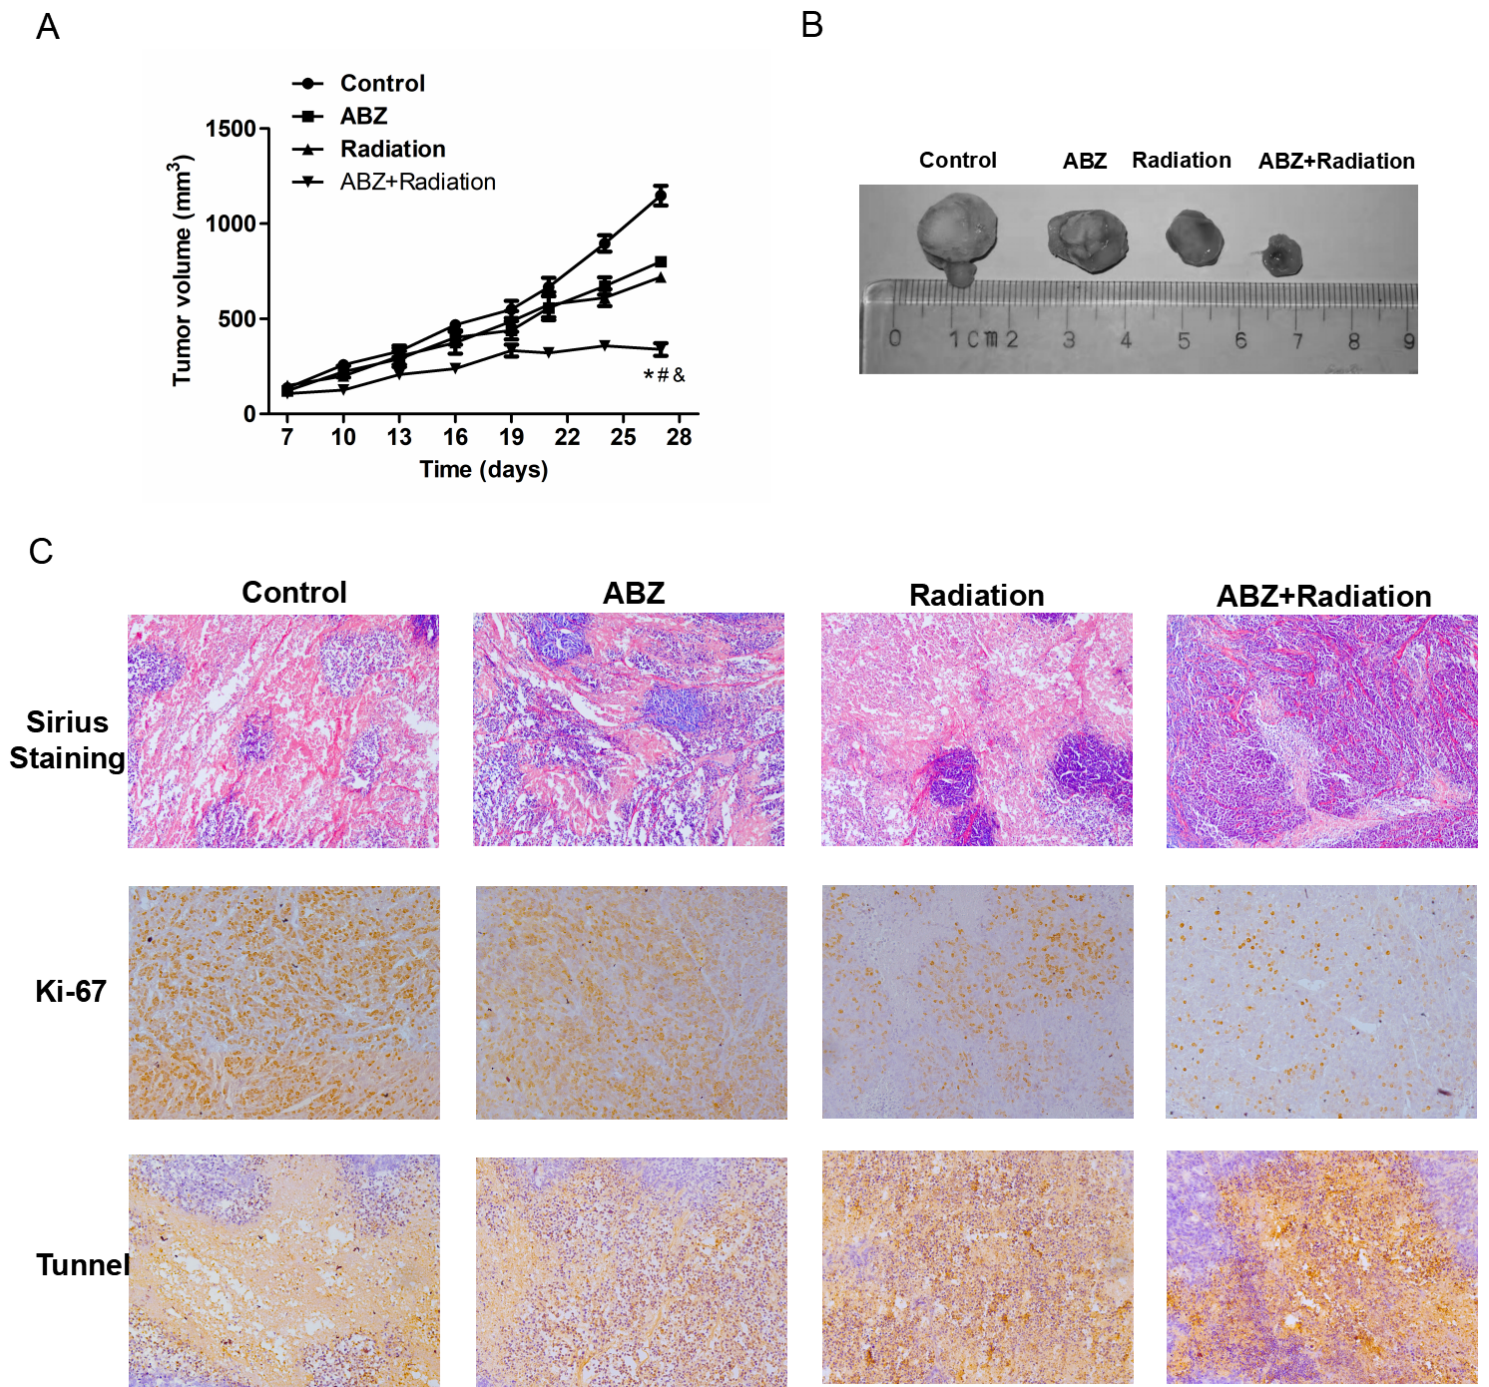 A
Control
ABZ
Radiation
ABZ+Radiation
1500
1000
500
0
Tumor volume (mm³)
7 10 13 16 19 22 25 28
Time (days)
*#&
B
Control ABZ Radiation ABZ+Radiation
0 1cm 2 3 4 5 6 7 8 9
C
Control ABZ Radiation ABZ+Radiation
Sirius
Staining
Ki-67
Tunnel